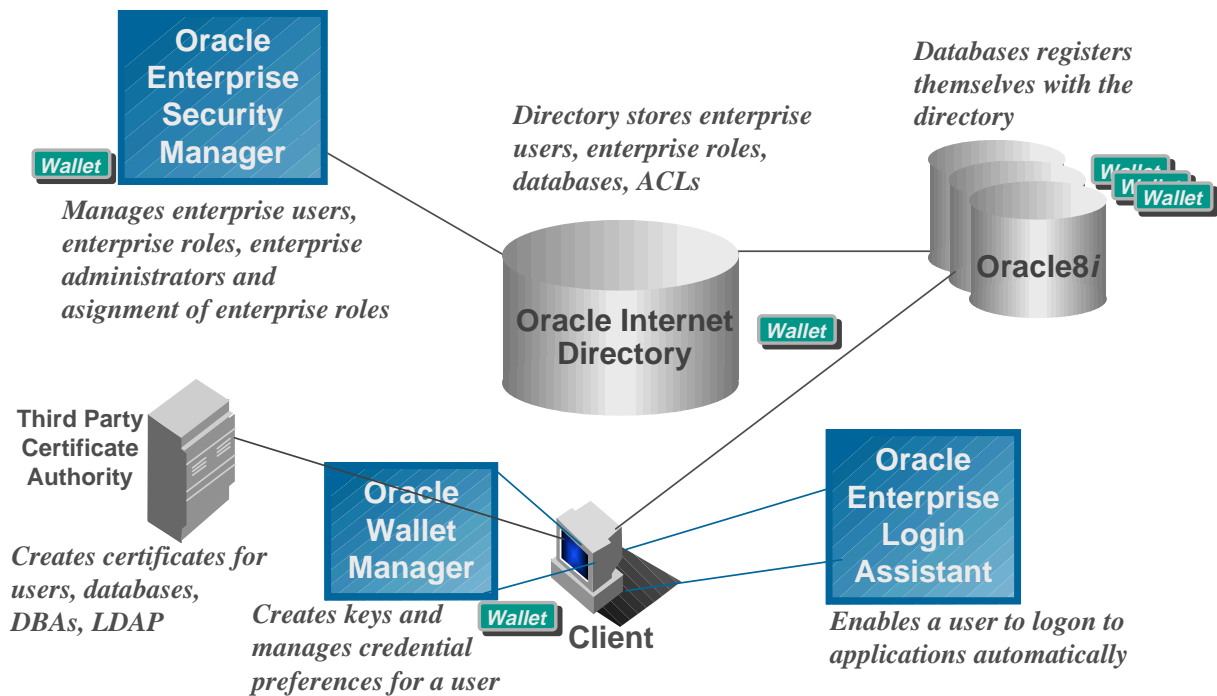 Oracle
Enterprise
Security
Manager
Wallet
Manages enterprise users,
enterprise roles, enterprise
administrators and
asignment of enterprise roles
Directory stores enterprise
users, enterprise roles,
databases, ACLs
Databases registers
themselves with the
directory
Wallet
Wallet
Wallet
Oracle8i
Oracle Internet
Directory
Wallet
Third Party
Certificate
Authority
Creates certificates for
users, databases,
DBAs, LDAP
Oracle
Wallet
Manager
Creates keys and
manages credential
preferences for a user
Wallet
Client
Oracle
Enterprise
Login
Assistant
Enables a user to logon to
applications automatically